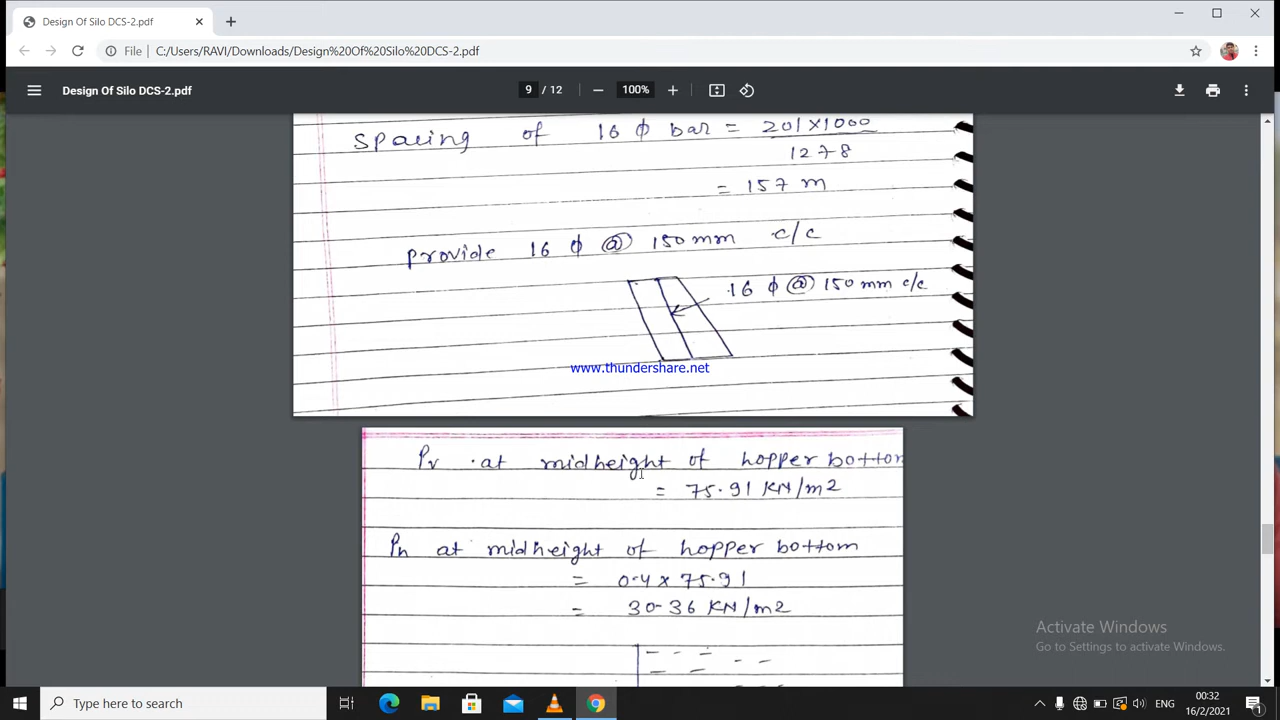 Design Of Silo DCS-2.pdf
File
C:/Users/RAVI/Downloads/Design%20Of%20Silo%20DCS-2.pdf
Design Of Silo DCS-2.pdf
9 / 12
100%
Spacing of 16 ϕ bar = 201×1000
1278
= 157 m
Provide 16 ϕ @ 150mm c/c
16 ϕ @ 150 mm c/c
www.thundershare.net
Pv at midheight of hopper bottom
= 75.91 KN/m2
Ph at midheight of hopper bottom
= 0.4 x 75.91
= 30.36 KN/m2
Activate Windows
Go to Settings to activate Windows.
Type here to search
ENG
00:32
16/2/2021
1